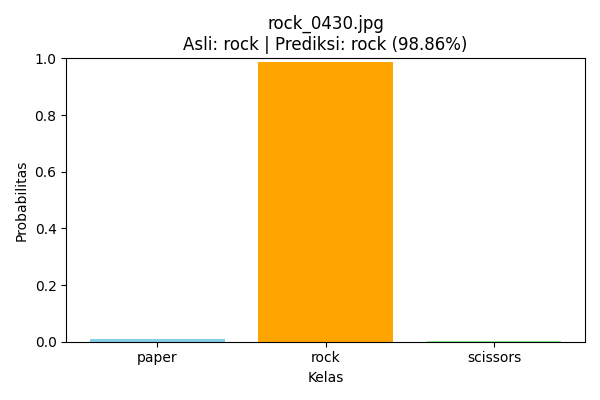 rock_0430.jpg
Asli: rock | Prediksi: rock (98.86%)
1.0
0.8
0.6
0.4
0.2
0.0
Probabilitas
paper rock scissors
Kelas